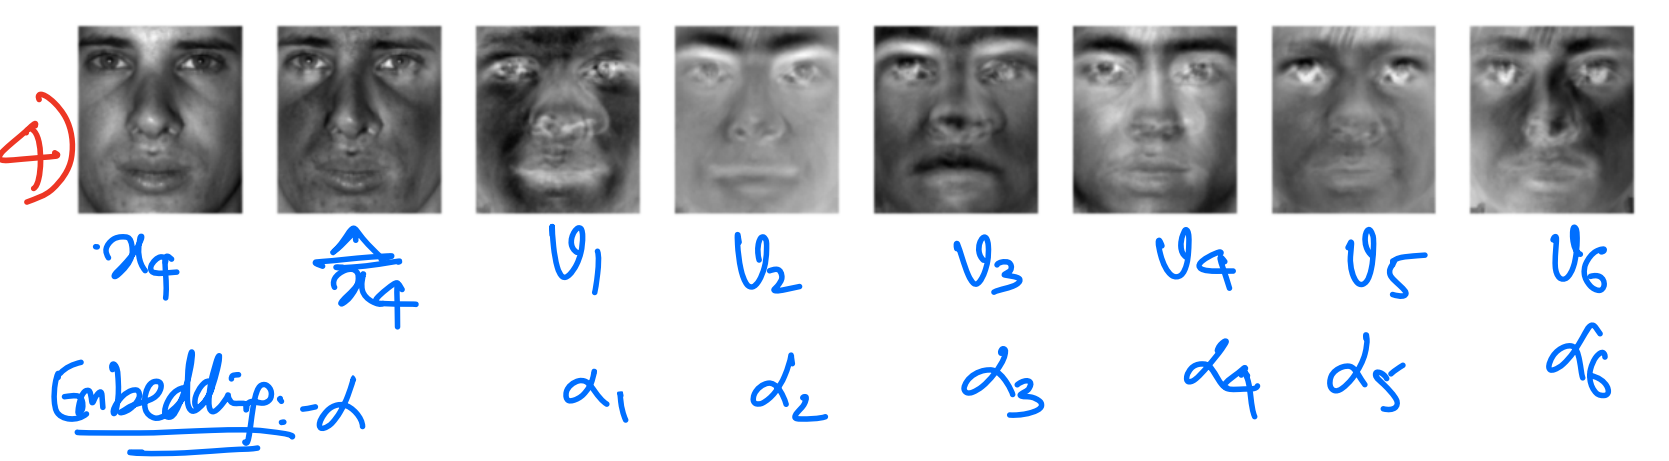 4)
x₄ x̂₄ v₁ v₂ v₃ v₄ v₅ v₆
Embedding:- α α₁ α₂ α₃ α₄ α₅ α₆